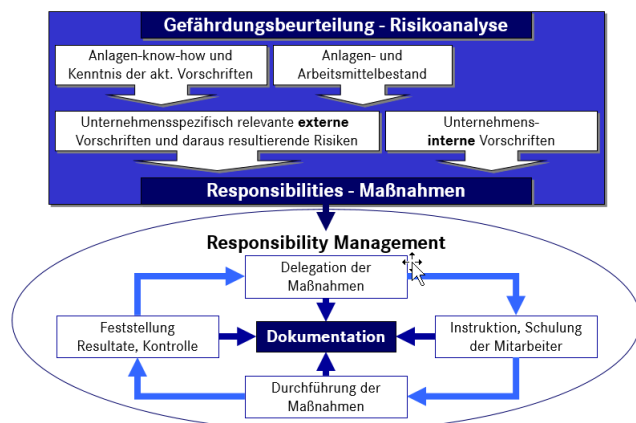 Gefährdungsbeurteilung - Risikoanalyse
Anlagen-know-how und
Kenntnis der akt. Vorschriften
Anlagen- und
Arbeitsmittelbestand
Unternehmensspezifisch relevante externe
Vorschriften und daraus resultierende Risiken
Unternehmens-
interne Vorschriften
Responsibilities - Maßnahmen
Responsibility Management
Delegation der
Maßnahmen
Feststellung
Resultate, Kontrolle
Dokumentation
Instruktion, Schulung
der Mitarbeiter
Durchführung der
Maßnahmen